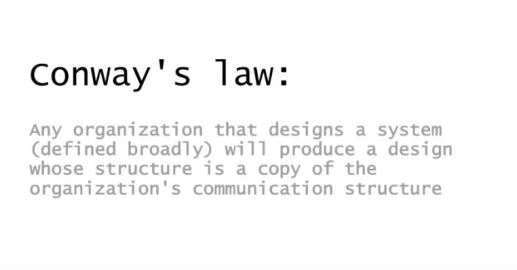 Conway's law:
Any organization that designs a system
(defined broadly) will produce a design
whose structure is a copy of the
organization's communication structure